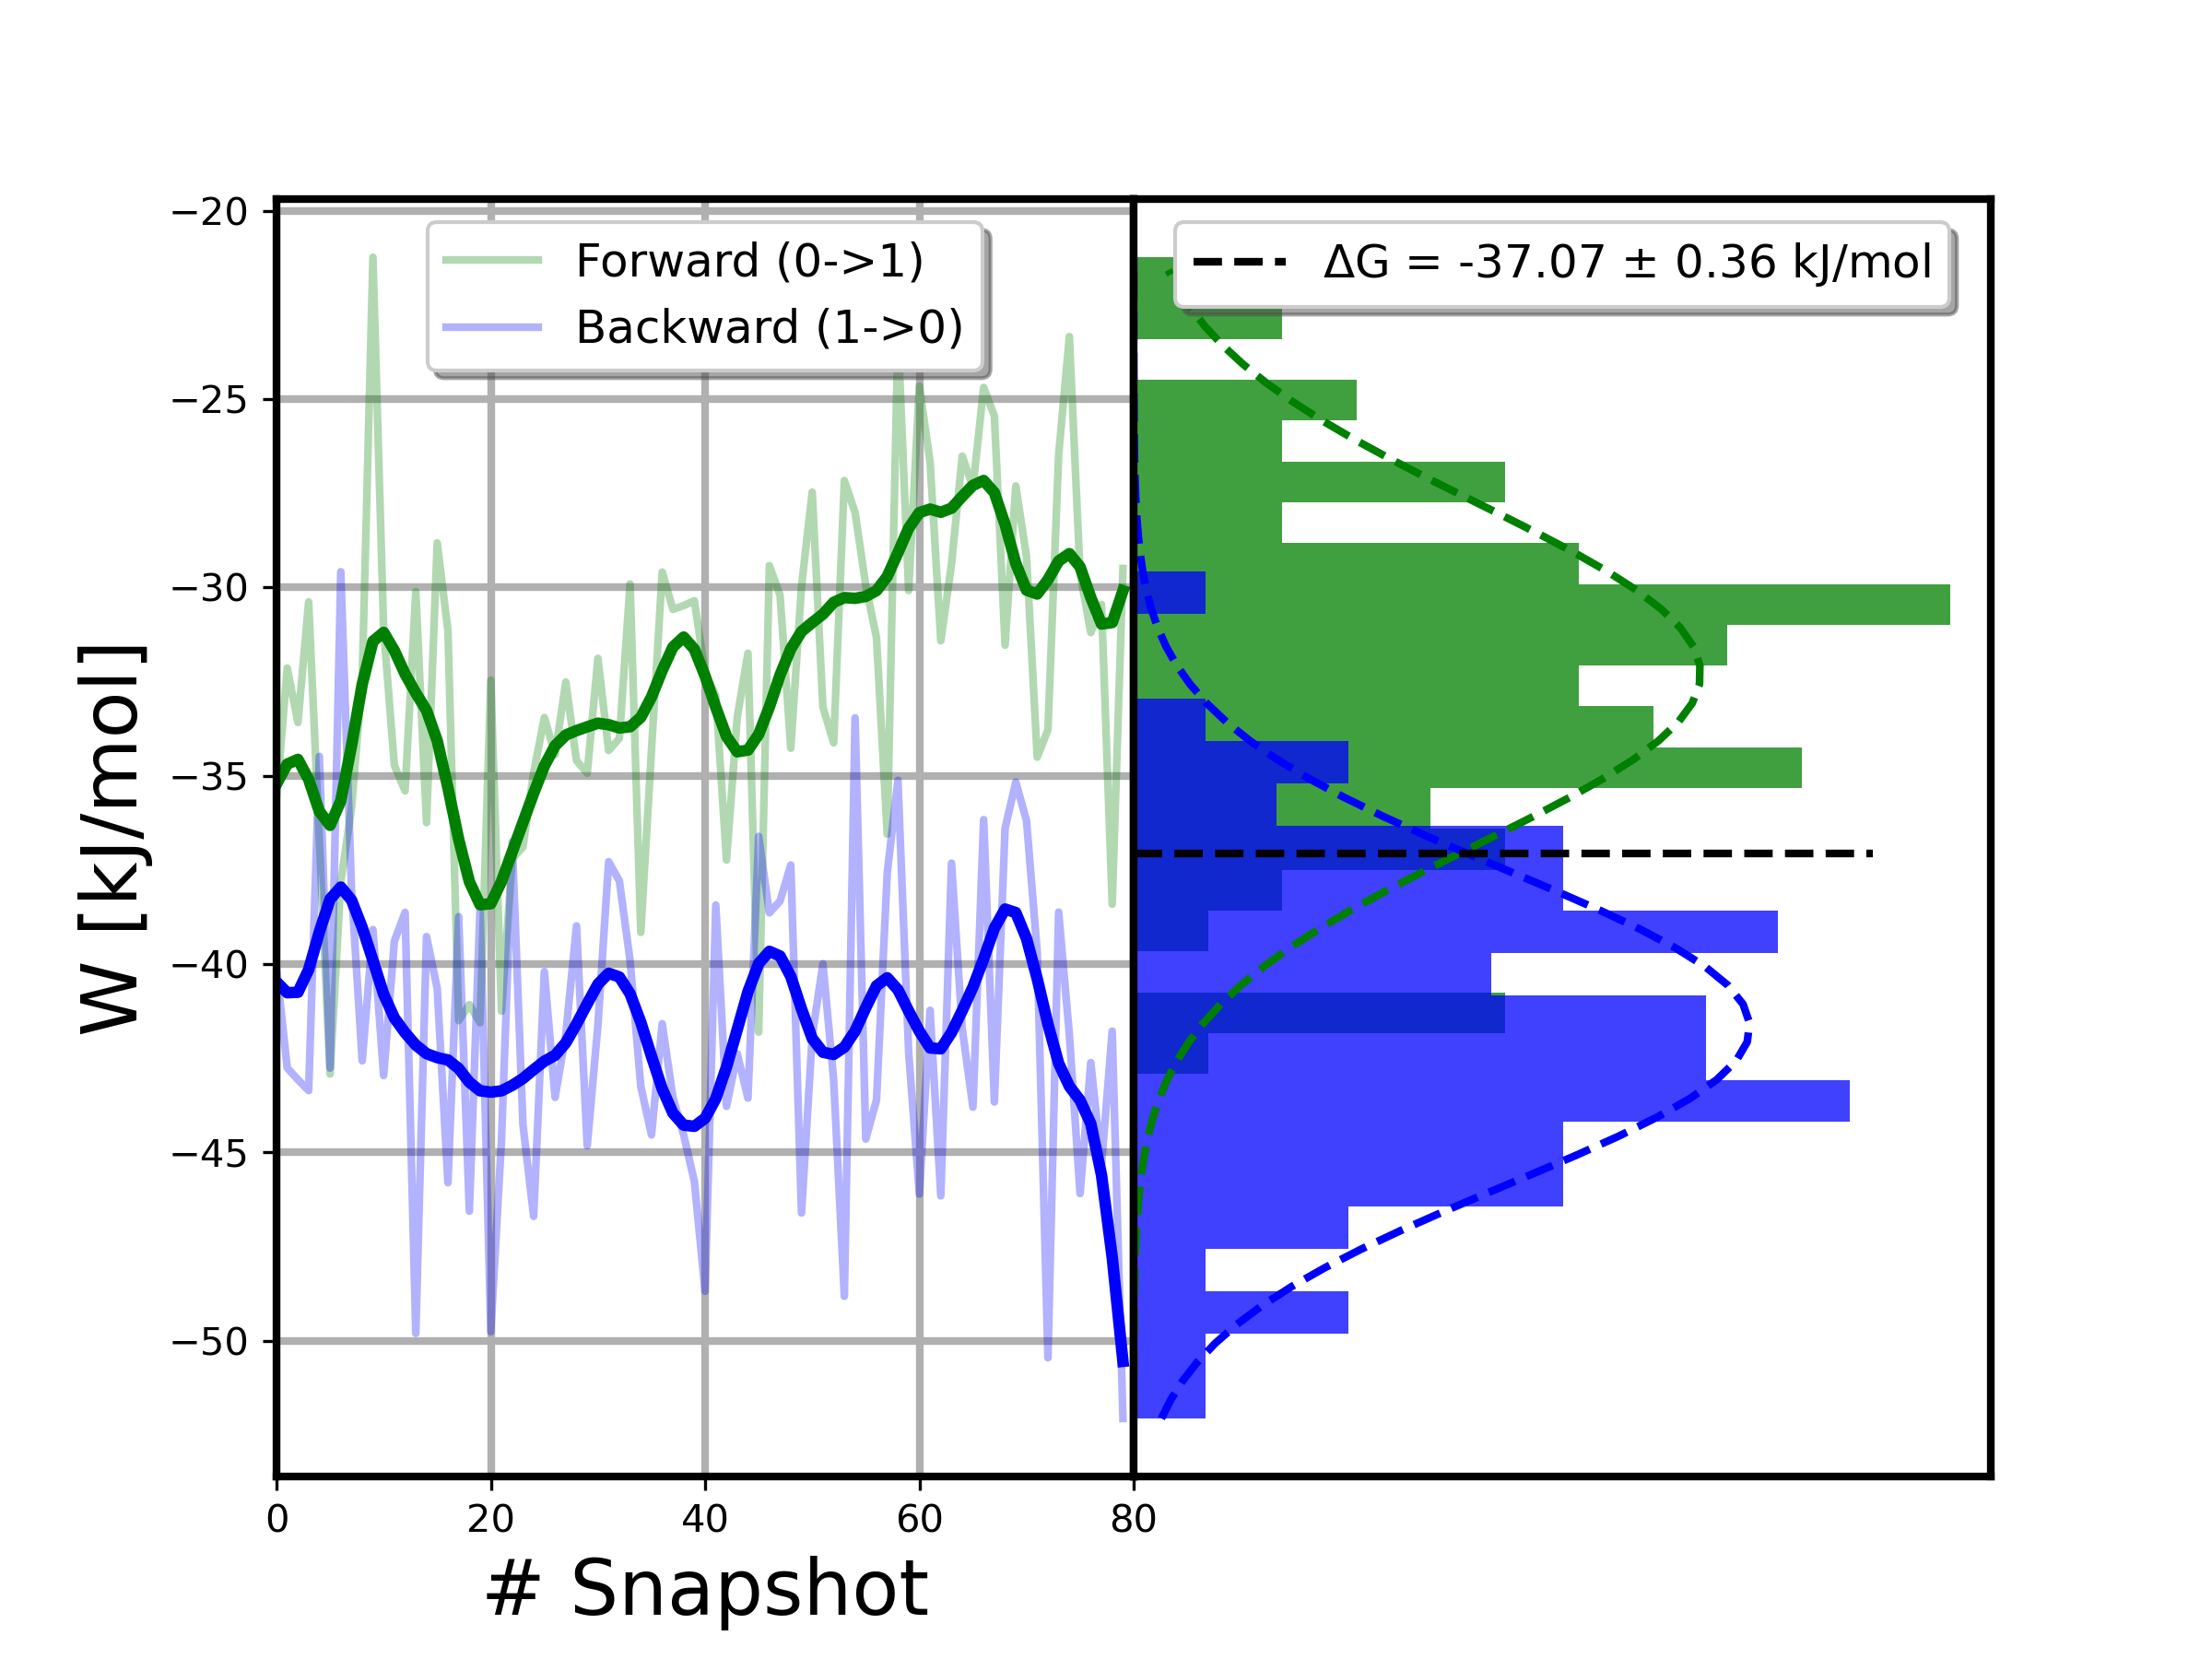 Forward (0->1)
Backward (1->0)
ΔG = -37.07 ± 0.36 kJ/mol
W [kJ/mol]
−20
−25
−30
−35
−40
−45
−50
0 20 40 60 80
# Snapshot